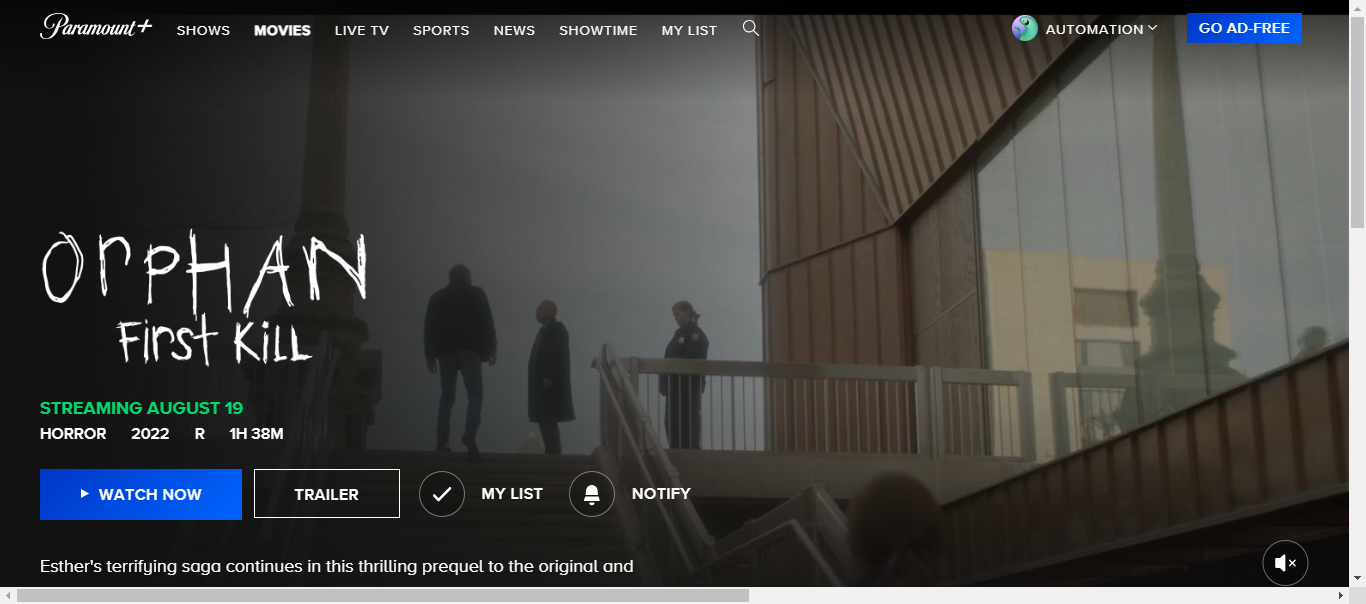 Paramount+ SHOWS MOVIES LIVE TV SPORTS NEWS SHOWTIME MY LIST AUTOMATION GO AD-FREE
ORPHAN
First Kill
STREAMING AUGUST 19
HORROR 2022 R 1H 38M
WATCH NOW TRAILER MY LIST NOTIFY
Esther's terrifying saga continues in this thrilling prequel to the original and